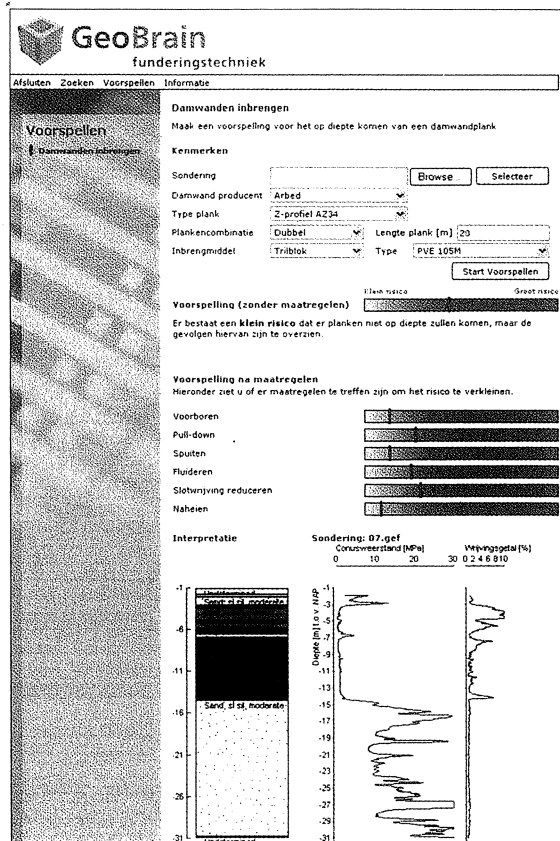 GeoBrain
funderingstechniek
Afsluiten Zoeken Voorspellen Informatie
Voorspellen
Damwanden inbrengen
Damwanden inbrengen
Maak een voorspelling voor het op diepte komen van een damwandplank
Kenmerken
Sondering Browse... Selecteer
Damwand producent Arbed
Type plank Z-profiel AZ34
Plankencombinatie Dubbel Lengte plank [m] 20
Inbrengmiddel Trilblok Type PVE 105M
Start Voorspellen
Klein risico Groot risico
Voorspelling (zonder maatregelen)
Er bestaat een klein risico dat er planken niet op diepte zullen komen, maar de
gevolgen hiervan zijn te overzien.
Voorspelling na maatregelen
Hieronder ziet u of er maatregelen te treffen zijn om het risico te verkleinen.
Voorboren
Pull-down
Spuiten
Fluideren
Slotwrijving reduceren
Naheien
Interpretatie
-1
-6
-11
-16
-21
-26
-31
Undetermined
Sand, sl sil, moderate
Sand, sl sil, moderate
Undetermined
Sondering: 07.gef
Conusweerstand [MPa] Wrijvingsgetal [%]
0 10 20 30 0 2 4 6 8 10
Diepte [m] t.o.v. NAP
-1
-3
-5
-7
-9
-11
-13
-15
-17
-19
-21
-23
-25
-27
-29
-31